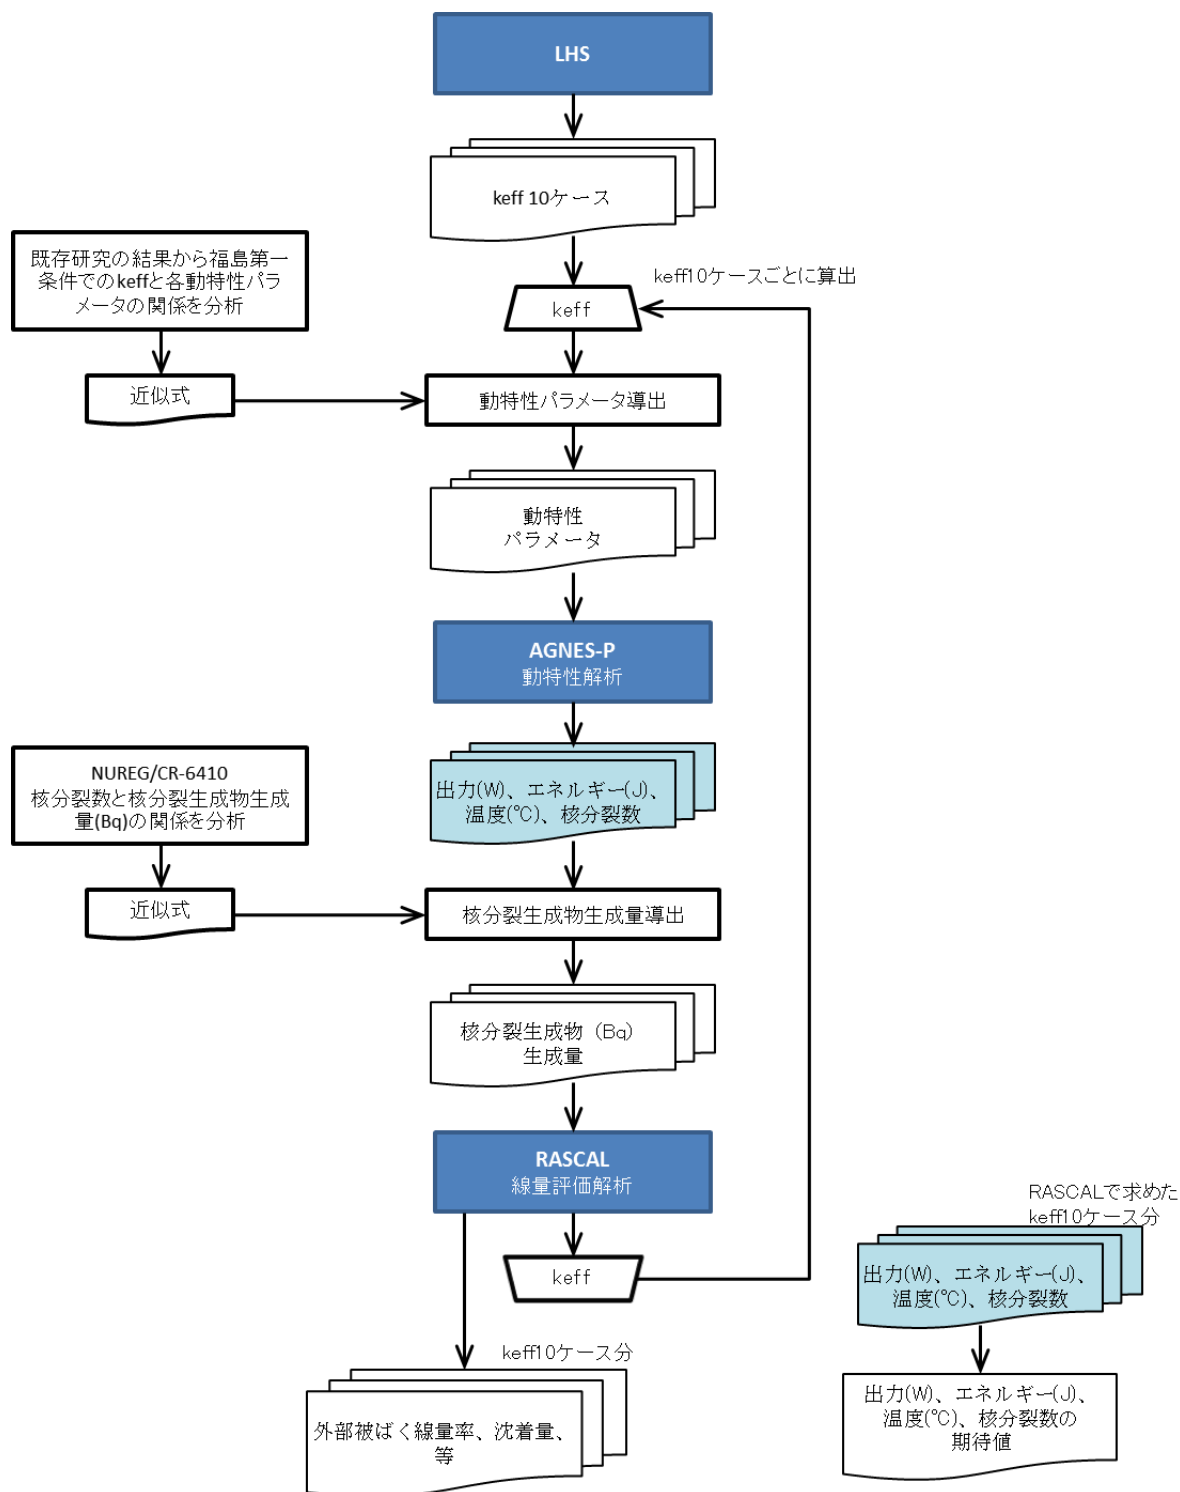 LHS
keff 10ケース
既存研究の結果から福島第一
条件でのkeffと各動特性パラ
メータの関係を分析
keff10ケースごとに算出
keff
近似式
動特性パラメータ導出
動特性
パラメータ
AGNES-P
動特性解析
NUREG/CR-6410
核分裂数と核分裂生成物生成
量(Bq)の関係を分析
出力(W)、エネルギー(J)、
温度(℃)、核分裂数
近似式
核分裂生成物生成量導出
核分裂生成物（Bq）
生成量
RASCAL
線量評価解析
keff
RASCALで求めた
keff10ケース分
出力(W)、エネルギー(J)、
温度(℃)、核分裂数
keff10ケース分
外部被ばく線量率、沈着量、
等
出力(W)、エネルギー(J)、
温度(℃)、核分裂数の
期待値